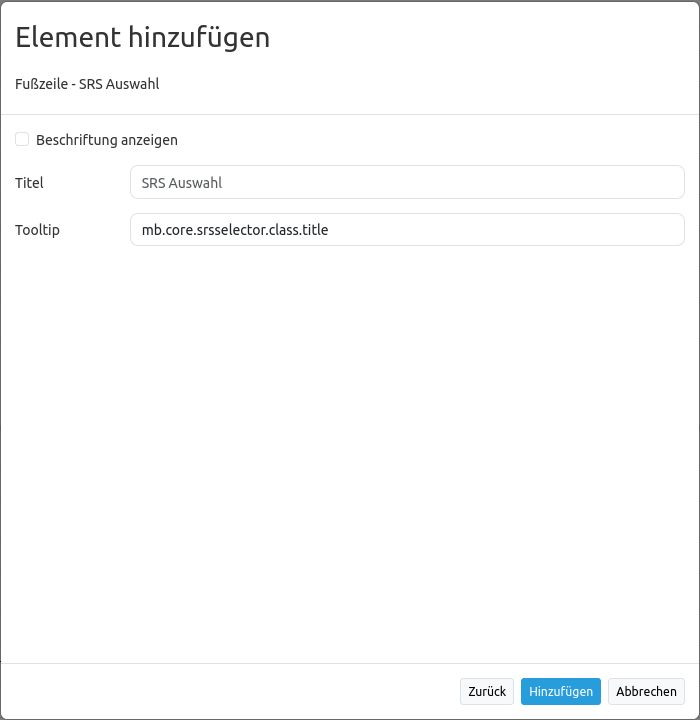 Element hinzufügen
Fußzeile - SRS Auswahl
Beschriftung anzeigen
Titel SRS Auswahl
Tooltip mb.core.srsselector.class.title
Zurück Hinzufügen Abbrechen